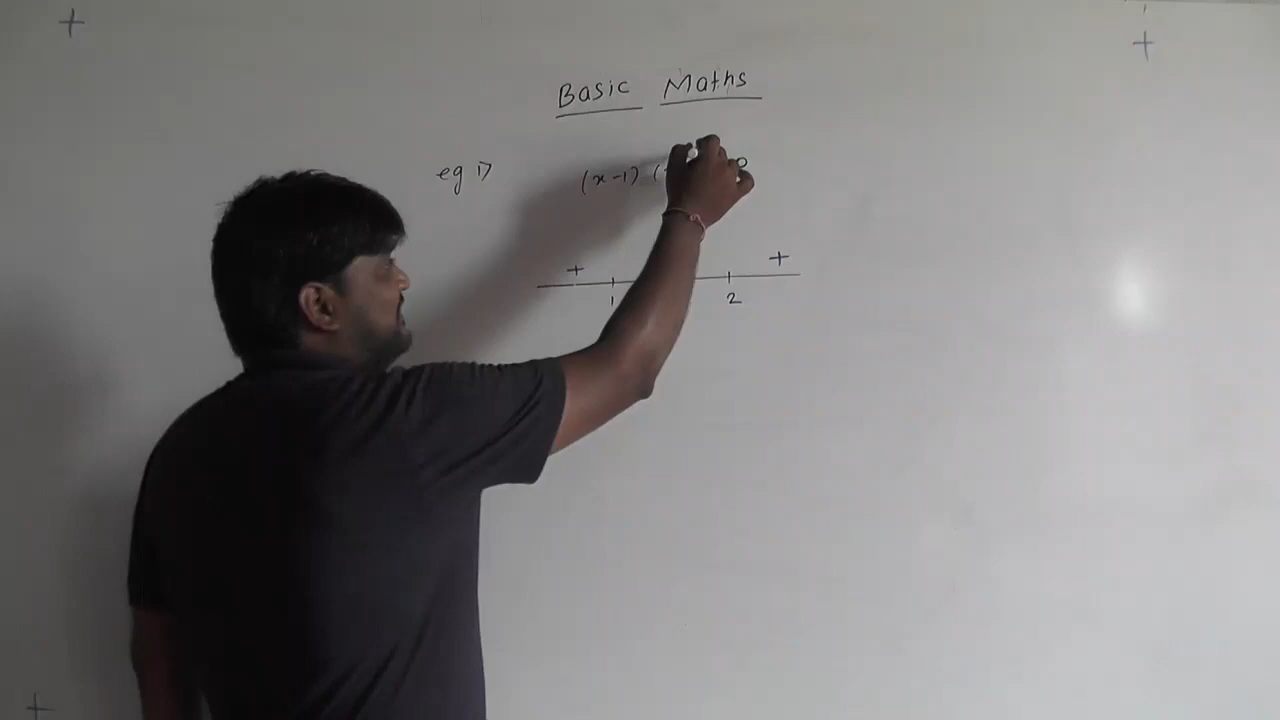 Basic Maths
eg 1) (x-1) (
+ +
1 2